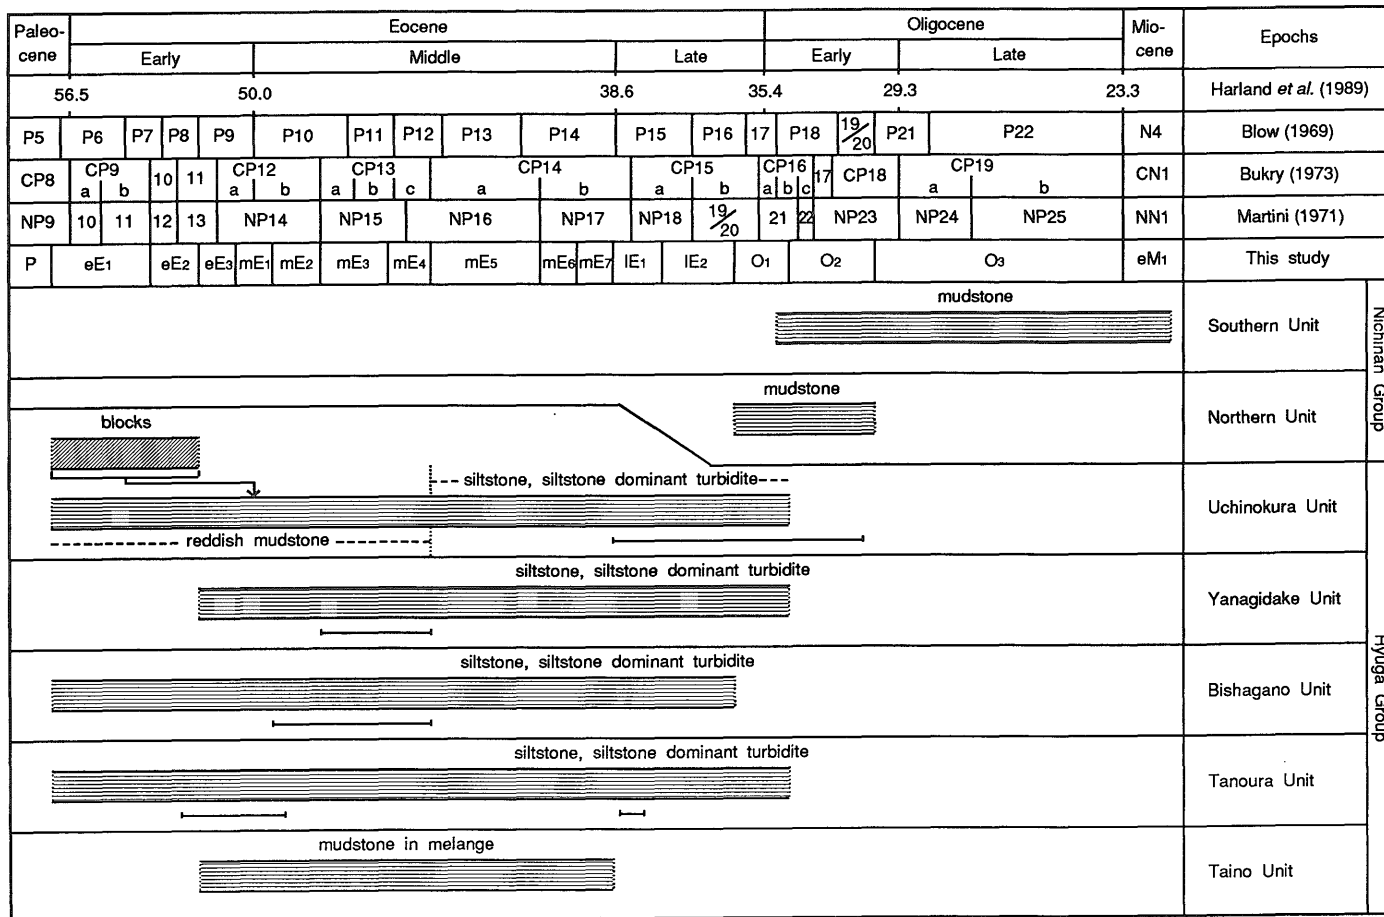 Paleo-
cene
Eocene
Oligocene
Mio-
cene
Epochs
Early Middle Late Early Late
56.5 50.0 38.6 35.4 29.3 23.3 Harland et al. (1989)
P5 P6 P7 P8 P9 P10 P11 P12 P13 P14 P15 P16 17 P18 19/20 P21 P22 N4 Blow (1969)
CP8 CP9 10 11 CP12 CP13 CP14 CP15 CP16 17 CP18 CP19 CN1 Bukry (1973)
a b a b a b c a b a b a b c a b
NP9 10 11 12 13 NP14 NP15 NP16 NP17 NP18 19/20 21 22 NP23 NP24 NP25 NN1 Martini (1971)
P eE1 eE2 eE3 mE1 mE2 mE3 mE4 mE5 mE6 mE7 lE1 lE2 O1 O2 O3 eM1 This study
mudstone
Southern Unit
Nichinan Group
mudstone
Northern Unit
blocks
siltstone, siltstone dominant turbidite
Uchinokura Unit
reddish mudstone
siltstone, siltstone dominant turbidite
Yanagidake Unit
Hyuga Group
siltstone, siltstone dominant turbidite
Bishagano Unit
siltstone, siltstone dominant turbidite
Tanoura Unit
mudstone in melange
Taino Unit